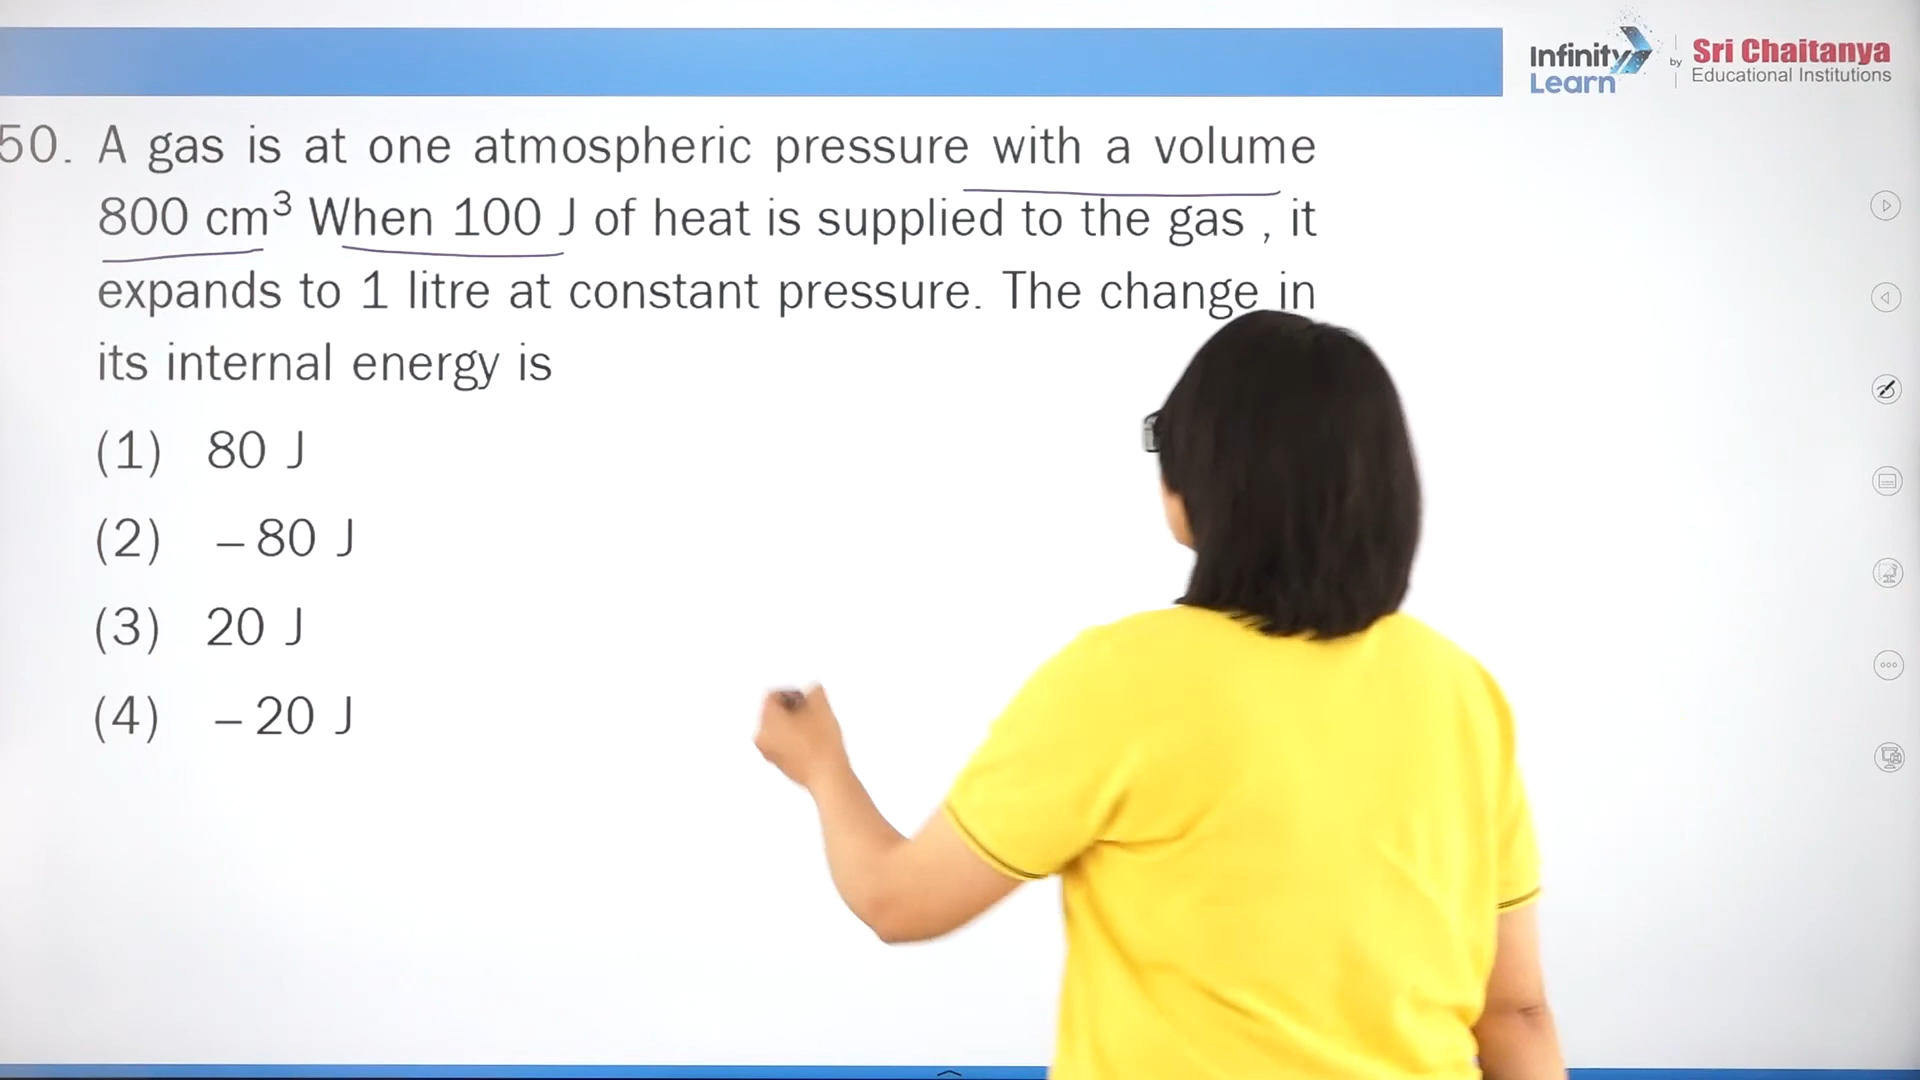 Infinity Learn by Sri Chaitanya Educational Institutions
50. A gas is at one atmospheric pressure with a volume
800 cm³ When 100 J of heat is supplied to the gas , it
expands to 1 litre at constant pressure. The change in
its internal energy is
(1) 80 J
(2) – 80 J
(3) 20 J
(4) – 20 J